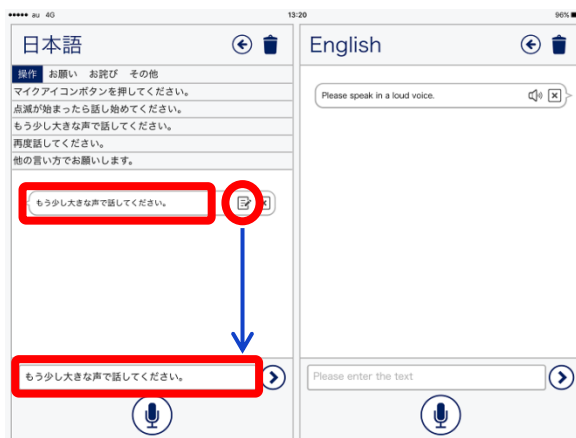 au 4G 13:20 96%
日本語
操作 お願い お詫び その他
マイクアイコンボタンを押してください。
点滅が始まったら話し始めてください。
もう少し大きな声で話してください。
再度話してください。
他の言い方でお願いします。
もう少し大きな声で話してください。
もう少し大きな声で話してください。
English
Please speak in a loud voice.
Please enter the text